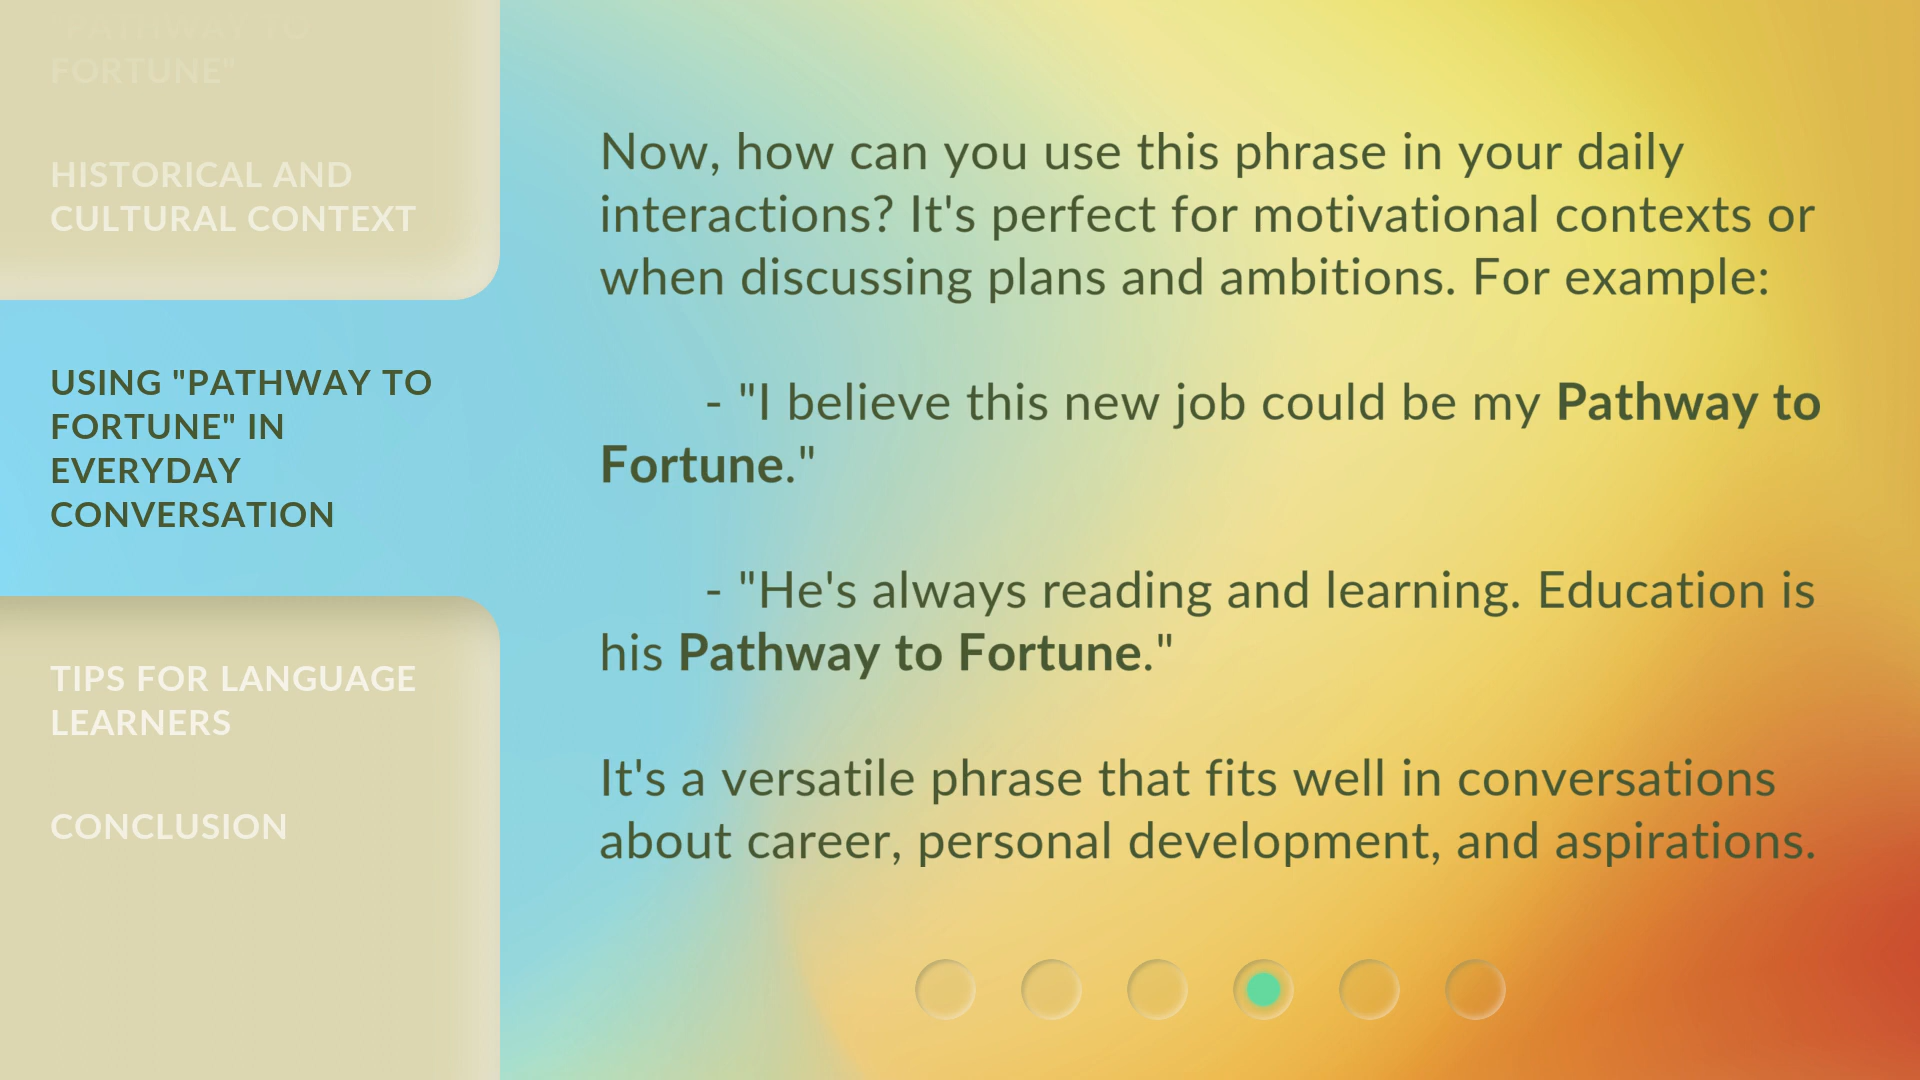 "PATHWAY TO
FORTUNE"
HISTORICAL AND
CULTURAL CONTEXT
USING "PATHWAY TO
FORTUNE" IN
EVERYDAY
CONVERSATION
TIPS FOR LANGUAGE
LEARNERS
CONCLUSION
Now, how can you use this phrase in your daily
interactions? It's perfect for motivational contexts or
when discussing plans and ambitions. For example:
- "I believe this new job could be my Pathway to
Fortune."
- "He's always reading and learning. Education is
his Pathway to Fortune."
It's a versatile phrase that fits well in conversations
about career, personal development, and aspirations.